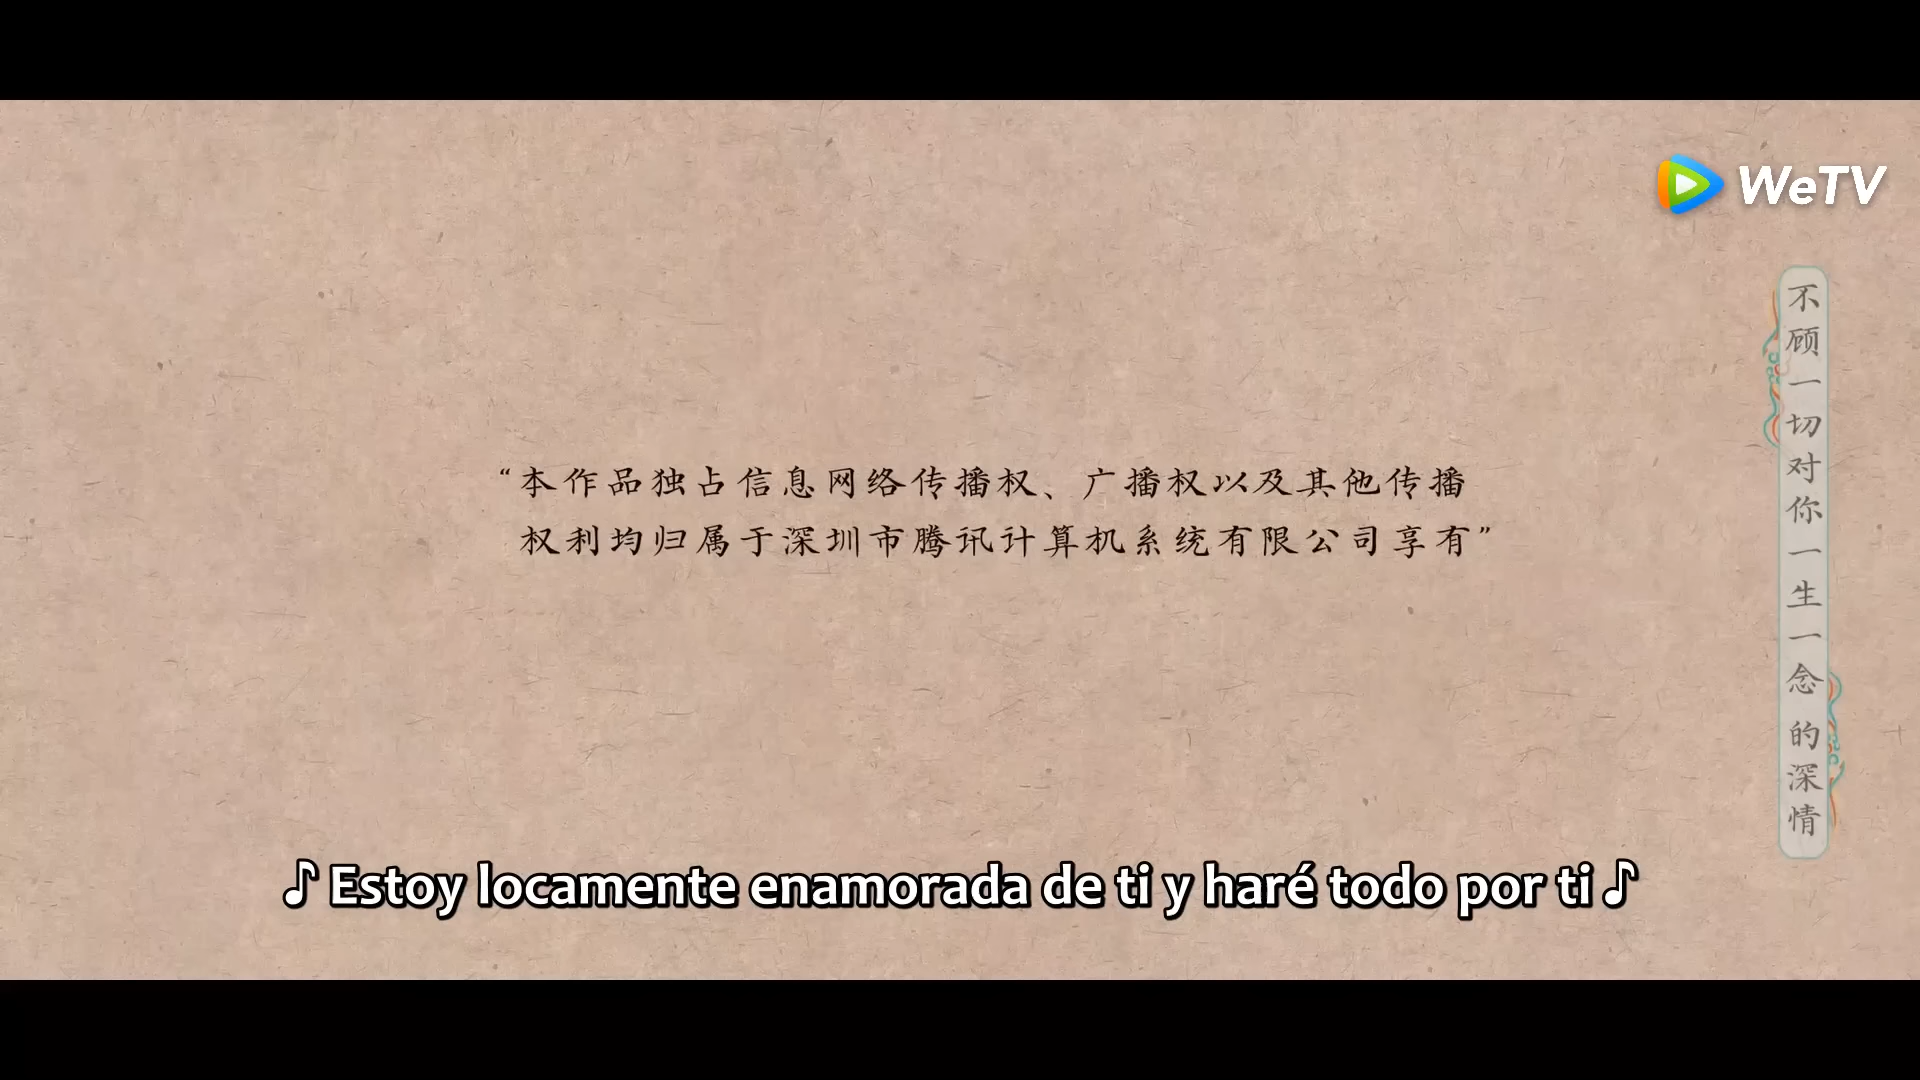 WeTV
“本作品独占信息网络传播权、广播权以及其他传播
权利均归属于深圳市腾讯计算机系统有限公司享有”
不顾一切对你一生一念 的深情
♪ Estoy locamente enamorada de ti y haré todo por ti ♪